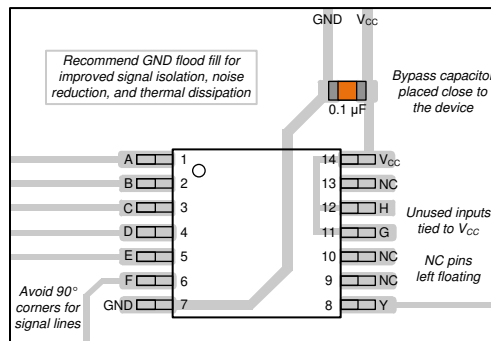 GND VCC
Recommend GND flood fill for
improved signal isolation, noise
reduction, and thermal dissipation
Bypass capacitor
placed close to
the device
0.1 µF
A 1 14 VCC
B 2 13 NC
C 3 12 H
D 4 11 G
E 5 10 NC
F 6 9 NC
GND 7 8 Y
Unused inputs
tied to VCC
NC pins
left floating
Avoid 90°
corners for
signal lines